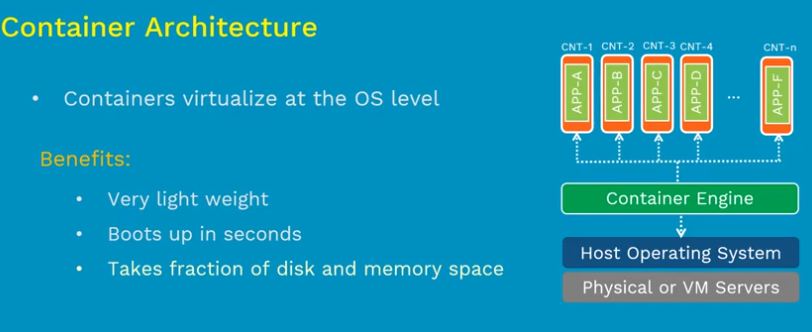 Container Architecture
• Containers virtualize at the OS level
Benefits:
• Very light weight
• Boots up in seconds
• Takes fraction of disk and memory space
CNT-1 CNT-2 CNT-3 CNT-4 CNT-n
APP-A APP-B APP-C APP-D ... APP-F
Container Engine
Host Operating System
Physical or VM Servers